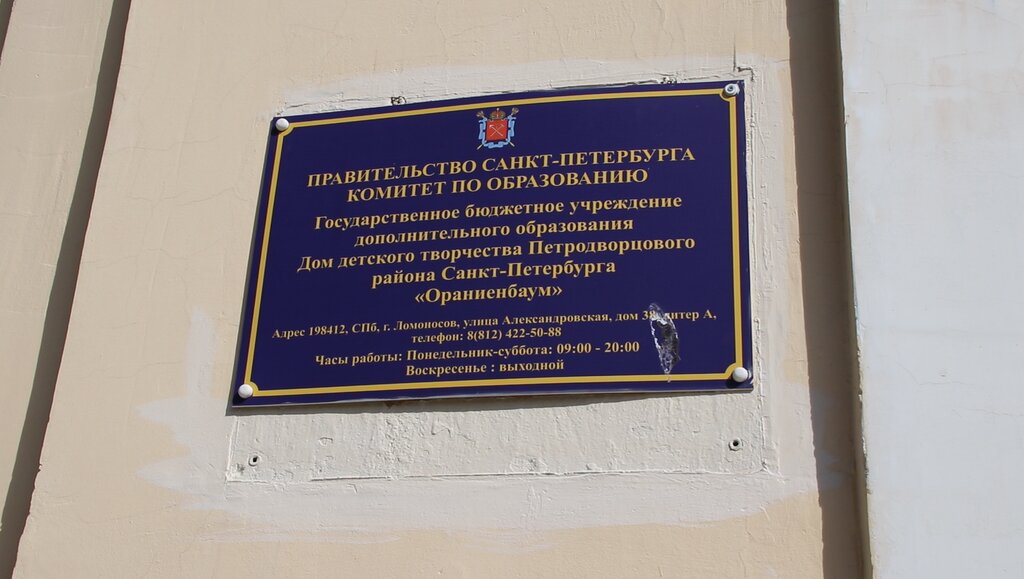 ПРАВИТЕЛЬСТВО САНКТ-ПЕТЕРБУРГА
КОМИТЕТ ПО ОБРАЗОВАНИЮ
Государственное бюджетное учреждение
дополнительного образования
Дом детского творчества Петродворцового
района Санкт-Петербурга
«Ораниенбаум»
Адрес 198412, СПб, г. Ломоносов, улица Александровская, дом А,
телефон: 8(812) 422-50-88
Часы работы: Понедельник-суббота: 09:00 - 20:00
Воскресенье : выходной